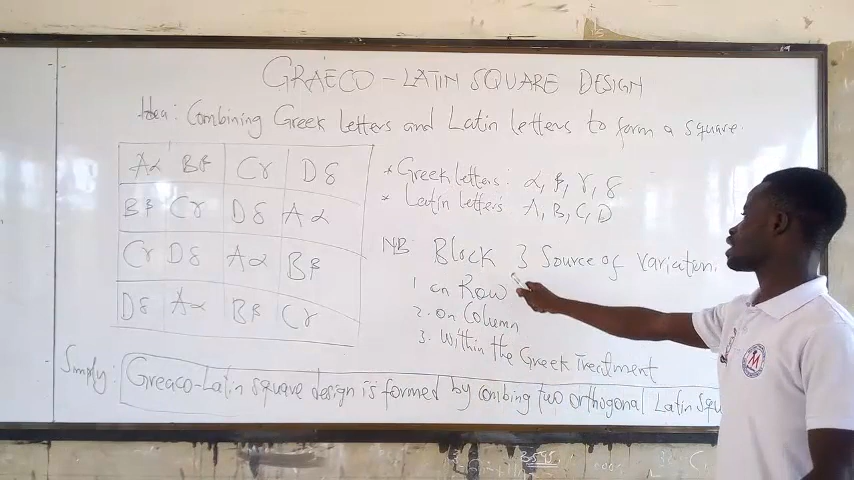 GRAECO-LATIN SQUARE DESIGN
Idea: Combining Greek letters and Latin letters to form a square.
Aα Bβ Cγ Dδ
Bβ Cγ Dδ Aα
Cγ Dδ Aα Bβ
Dδ Aα Bβ Cγ
* Greek letters: α, β, γ, δ
* Latin letters: A, B, C, D
NB: Block 3 Source of variation.
1 on Row
2. on Column
3. Within the Greek Treatment
Simply: Greaco-Latin square design is formed by combing two orthogonal Latin Squ
M